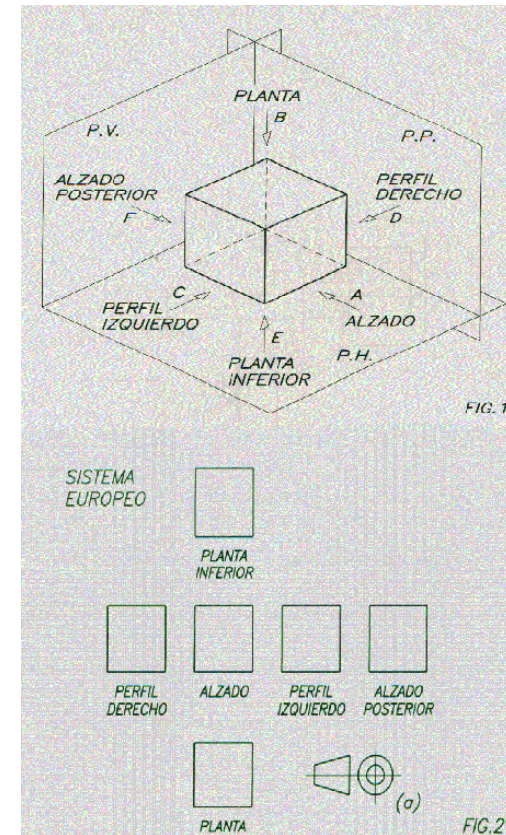 PLANTA
B
P.V.
P.P.
ALZADO
POSTERIOR
F
PERFIL
DERECHO
D
C
PERFIL
IZQUIERDO
A
ALZADO
E
PLANTA
INFERIOR
P.H.
FIG. 1
SISTEMA
EUROPEO
PLANTA
INFERIOR
PERFIL
DERECHO
ALZADO
PERFIL
IZQUIERDO
ALZADO
POSTERIOR
PLANTA
(a)
FIG.2